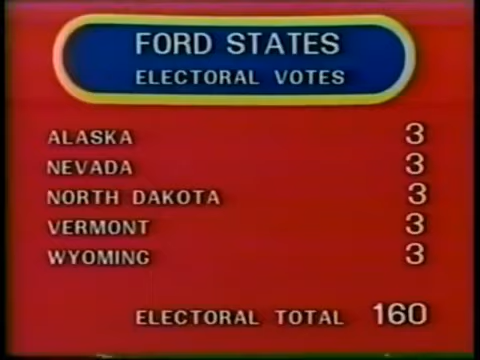 FORD STATES
ELECTORAL VOTES
ALASKA 3
NEVADA 3
NORTH DAKOTA 3
VERMONT 3
WYOMING 3
ELECTORAL TOTAL 160